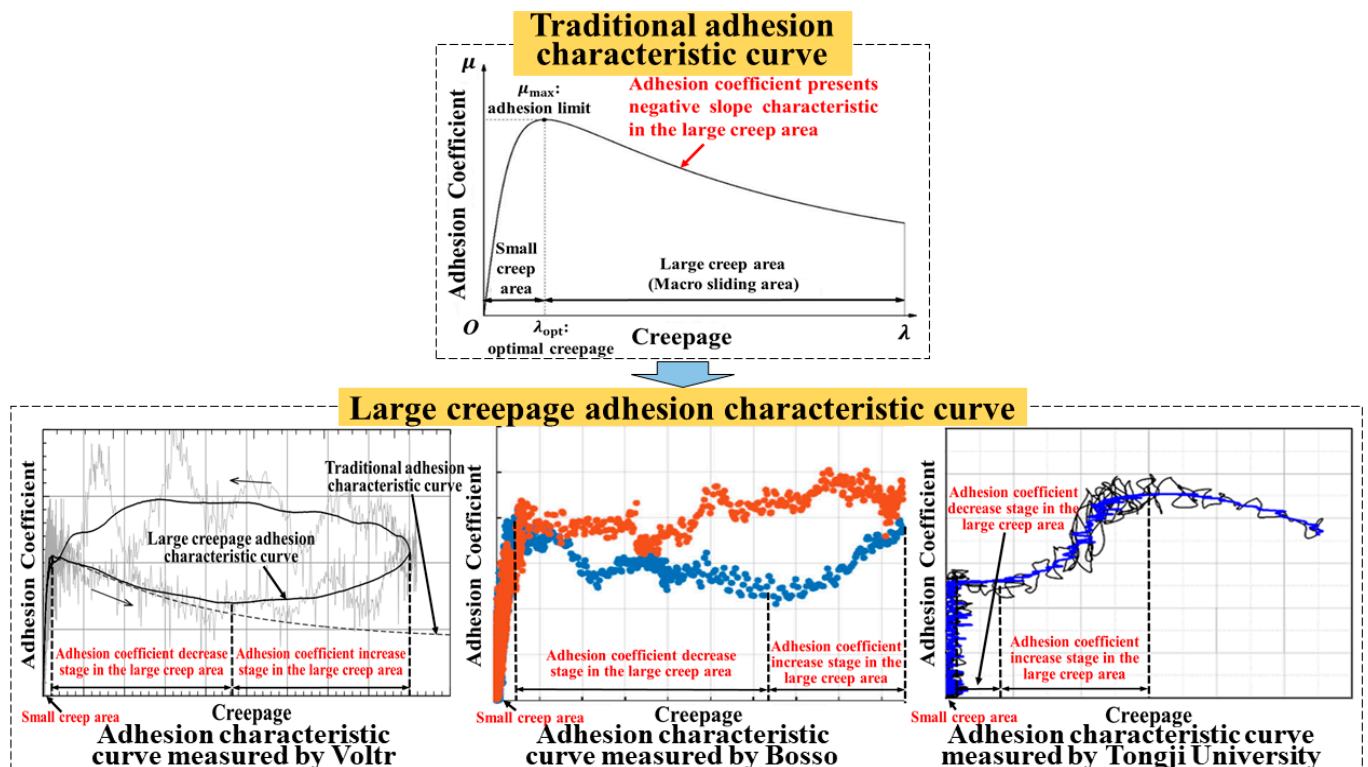 Traditional adhesion
characteristic curve
μ
μmax:
adhesion limit
Adhesion coefficient presents
negative slope characteristic
in the large creep area
Adhesion Coefficient
Small
creep
area
Large creep area
(Macro sliding area)
O
λopt:
optimal creepage
Creepage
λ
Large creepage adhesion characteristic curve
Adhesion Coefficient
Traditional adhesion
characteristic curve
Large creepage adhesion
characteristic curve
Adhesion coefficient decrease
stage in the large creep area
Adhesion coefficient increase
stage in the large creep area
Small creep area
Creepage
Adhesion characteristic
curve measured by Voltr
Adhesion Coefficient
Adhesion coefficient decrease
stage in the large creep area
Adhesion coefficient
increase stage in the
large creep area
Small creep area
Creepage
Adhesion characteristic
curve measured by Bosso
Adhesion Coefficient
Adhesion coefficient
decrease stage in the
large creep area
Adhesion coefficient
increase stage in the
large creep area
Small creep area
Creepage
Adhesion characteristic curve
measured by Tongji University